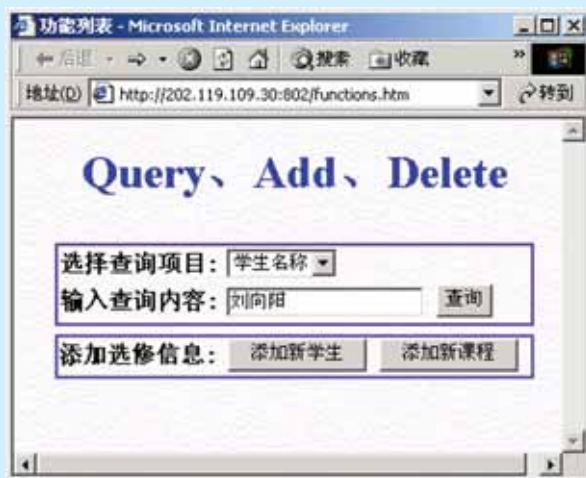 功能列表 - Microsoft Internet Explorer
后退 搜索 收藏 »
地址(D) http://202.119.109.30:802/functions.htm 转到
Query、Add、Delete
选择查询项目: 学生名称
输入查询内容: 刘向阳 查询
添加选修信息: 添加新学生 添加新课程